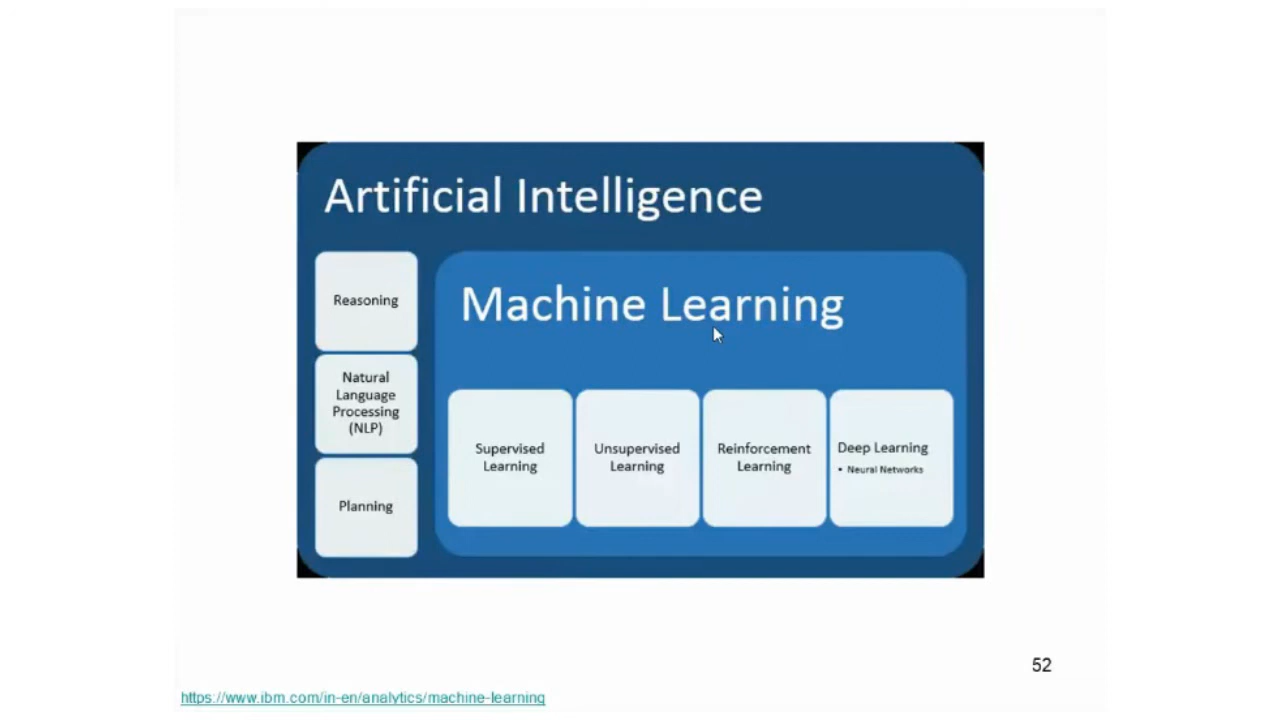 Artificial Intelligence
Reasoning
Natural
Language
Processing
(NLP)
Planning
Machine Learning
Supervised
Learning
Unsupervised
Learning
Reinforcement
Learning
Deep Learning
• Neural Networks
52
https://www.ibm.com/in-en/analytics/machine-learning